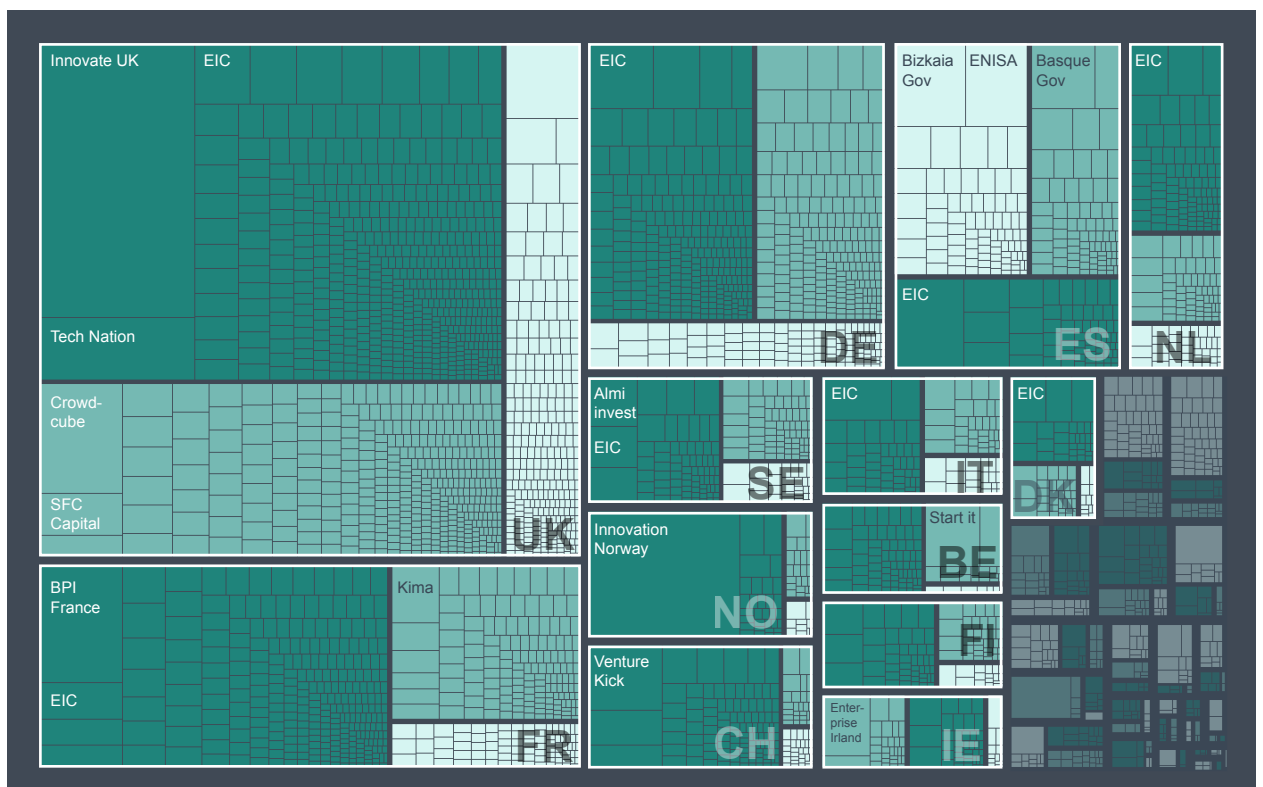 Innovate UK
EIC
Tech Nation
Crowd-
cube
SFC
Capital
UK
EIC
DE
Bizkaia
Gov
ENISA
Basque
Gov
EIC
ES
EIC
NL
BPI
France
EIC
Kima
FR
Almi
invest
EIC
SE
EIC
IT
EIC
DK
Innovation
Norway
NO
Start it
BE
Venture
Kick
CH
FI
Enter-
prise
Irland
IE